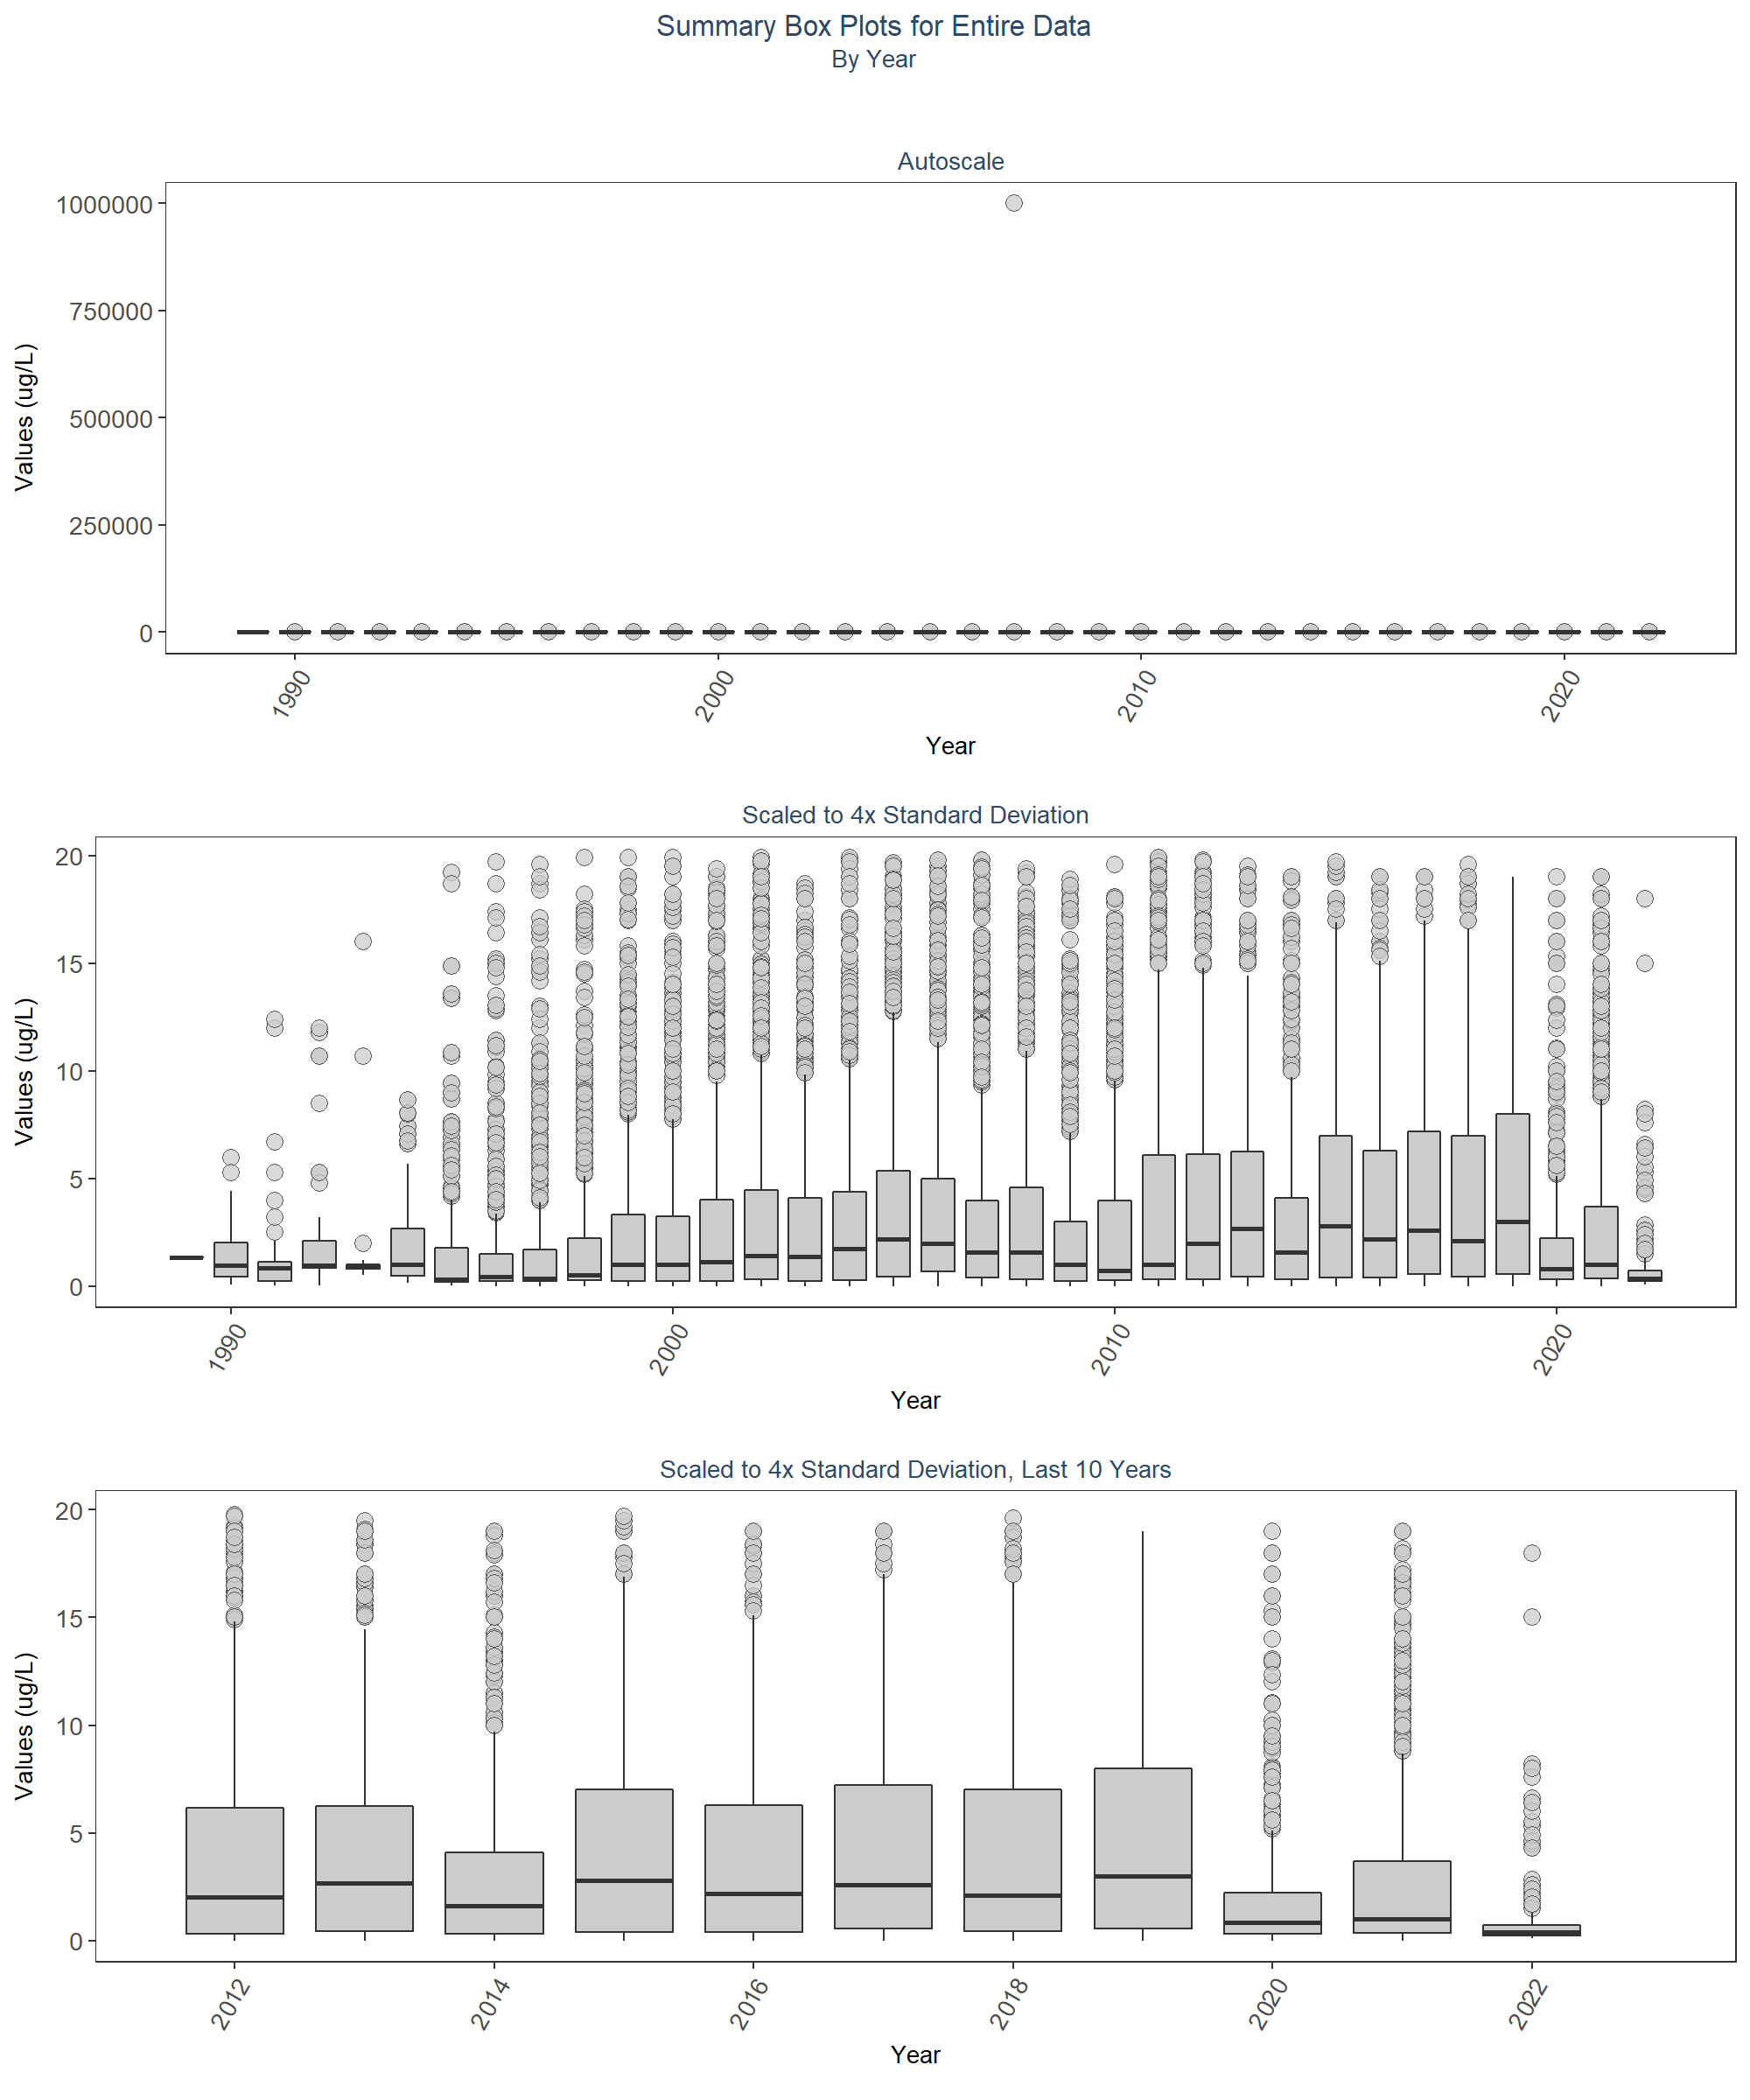 Summary Box Plots for Entire Data
By Year
Autoscale
Values (ug/L)
1000000
750000
500000
250000
0
1990
2000
2010
2020
Year
Scaled to 4x Standard Deviation
Values (ug/L)
20
15
10
5
0
1990
2000
2010
2020
Year
Scaled to 4x Standard Deviation, Last 10 Years
Values (ug/L)
20
15
10
5
0
2012
2014
2016
2018
2020
2022
Year